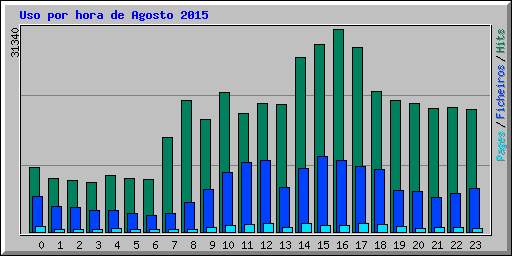 Uso por hora de Agosto 2015
31340
Pages / Ficheiros / Hits
0 1 2 3 4 5 6 7 8 9 10 11 12 13 14 15 16 17 18 19 20 21 22 23